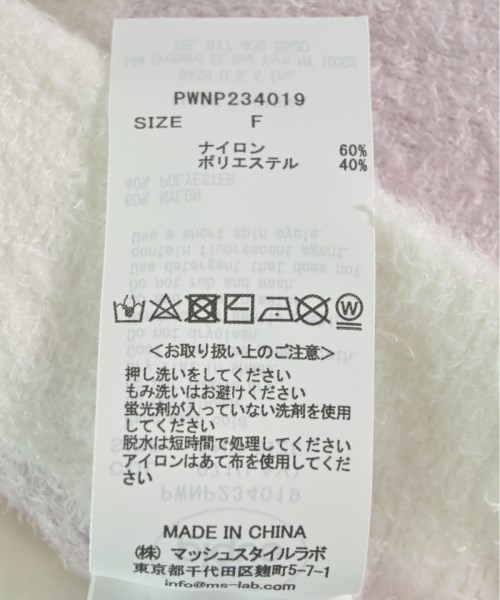 PWNP234019
SIZE F
ナイロン 60%
ポリエステル 40%
<お取り扱い上のご注意>
押し洗いをしてください
もみ洗いはお避けください
蛍光剤が入っていない洗剤を使用
してください
脱水は短時間で処理してください
アイロンはあて布を使用してくだ
さい
MADE IN CHINA
(株) マッシュスタイルラボ
東京都千代田区麹町5-7-1
info@ms-lab.com